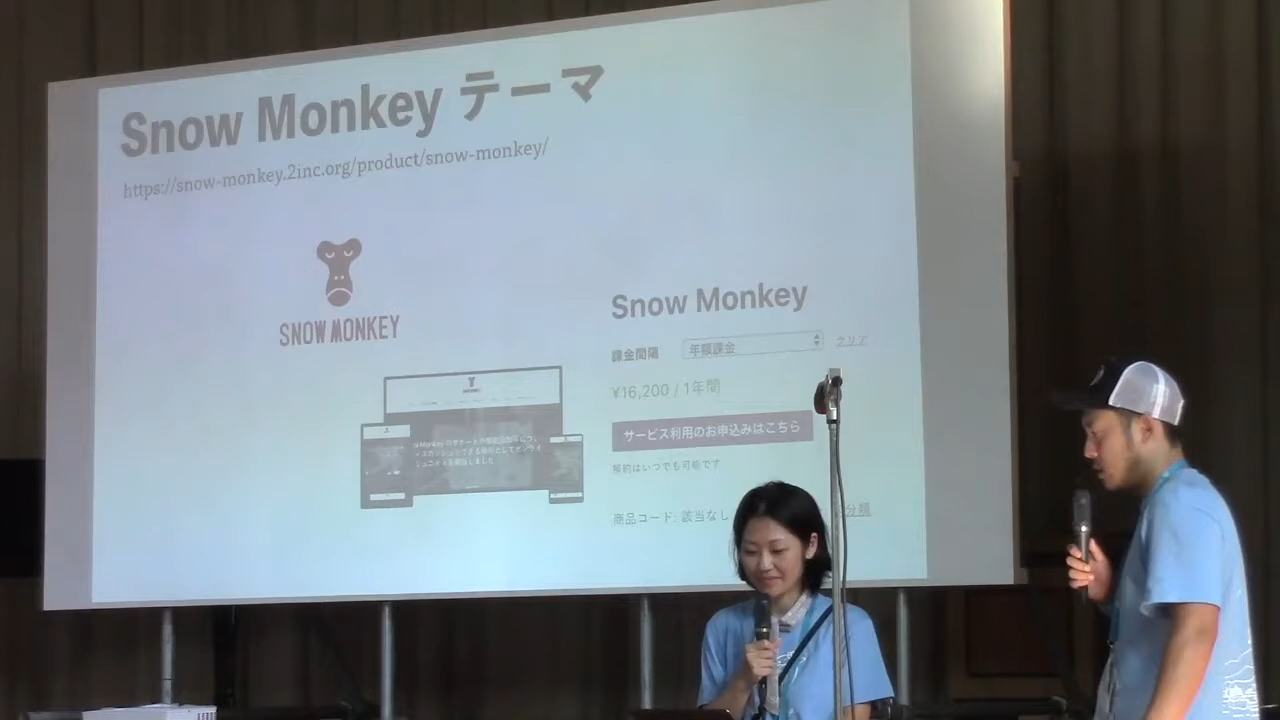 Snow Monkey テーマ
https://snow-monkey.2inc.org/product/snow-monkey/
SNOW MONKEY
Snow Monkey
課金間隔 年額課金 クリア
¥16,200 / 1年間
サービス利用のお申込みはこちら
解約はいつでも可能です
商品コード: 該当なし 分類